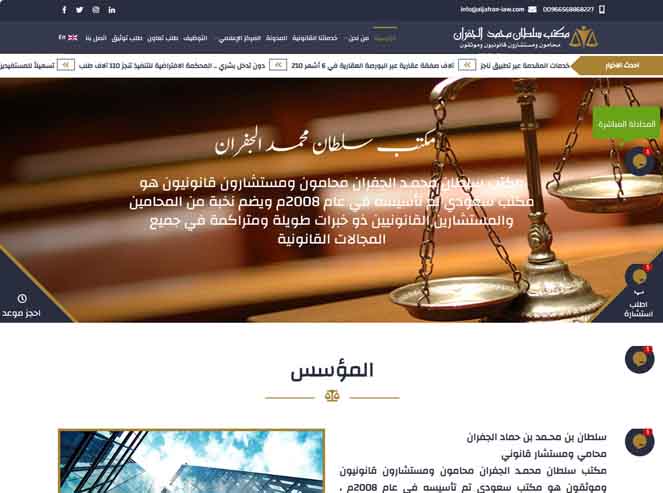 info@aljafran-law.com 00966568868227
مكتب سلطان محمد الجفران
محامون ومستشارون قانونيون وموثقون
الرئيسية من نحن خدماتنا القانونية المدونة المركز الإعلامي التوظيف طلب تعاون طلب توثيق اتصل بنا En
احدث الاخبار
خدمات المقدمة عبر تطبيق ناجز
210 آلاف صفقة عقارية عبر البورصة العقارية في 6 أشهر
دون تدخل بشري .. المحكمة الافتراضية للتنفيذ تنجز 110 آلاف طلب
تسهيلاً للمستفيدين
المحادثة المباشرة
مكتب سلطان محمد الجفران
مكتب سلطان محمد الجفران محامون ومستشارون قانونيون هو
مكتب سعودي تم تأسيسه في عام 2008م ويضم نخبة من المحامين
والمستشارين القانونيين ذو خبرات طويلة ومتراكمة في جميع
المجالات القانونية
اطلب
استشارة
احجز موعد
المؤسس
سلطان بن محمد بن حماد الجفران
محامي ومستشار قانوني
مكتب سلطان محمد الجفران محامون ومستشارون قانونيون
وموثقون هو مكتب سعودي تم تأسيسه في عام 2008م ،